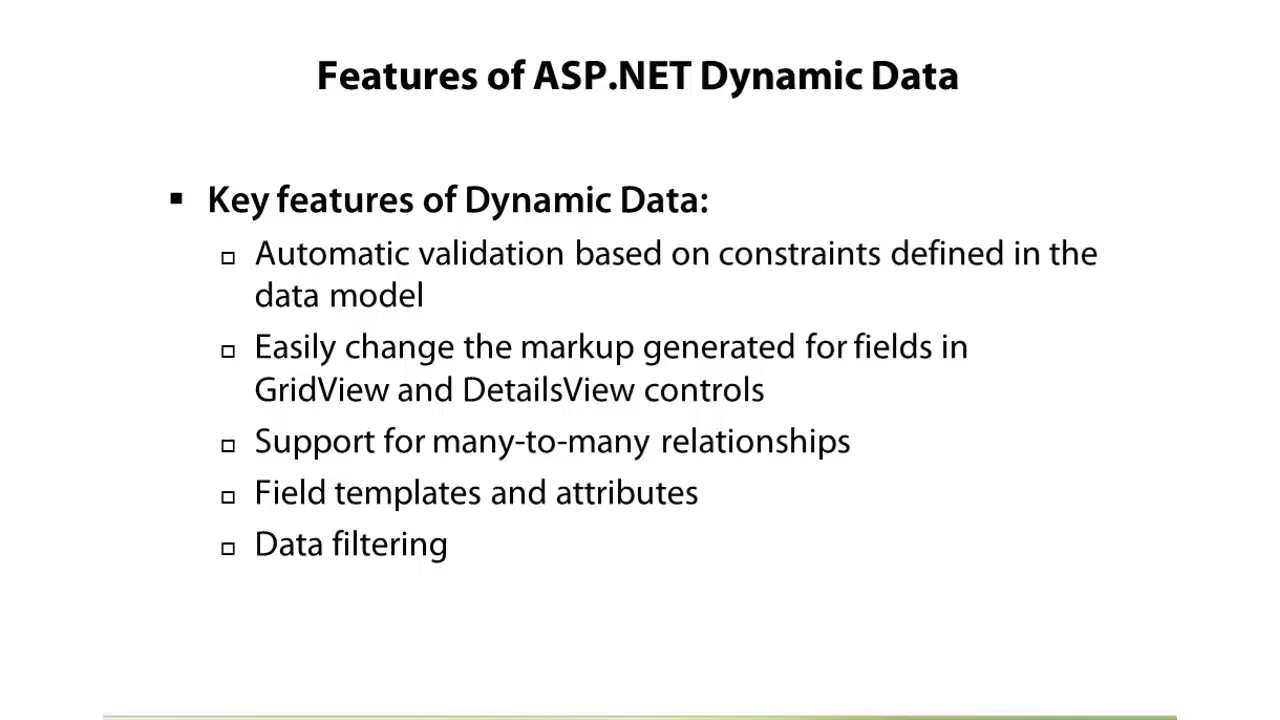 Features of ASP.NET Dynamic Data
Key features of Dynamic Data:
Automatic validation based on constraints defined in the
data model
Easily change the markup generated for fields in
GridView and DetailsView controls
Support for many-to-many relationships
Field templates and attributes
Data filtering